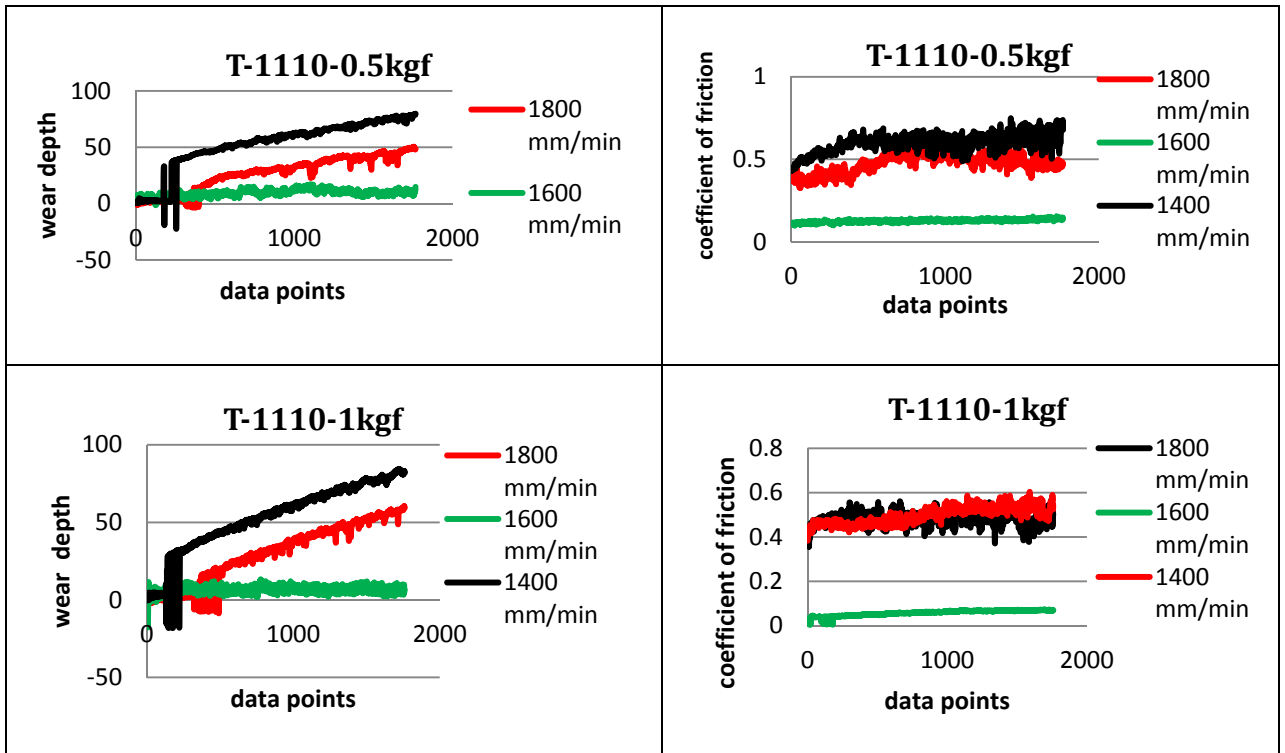 T-1110-0.5kgf
100
50
0
-50
0
1000
2000
wear depth
data points
1800
mm/min
1600
mm/min
T-1110-0.5kgf
1
0.5
0
0
1000
2000
coefficient of friction
data points
1800
mm/min
1600
mm/min
1400
mm/min
T-1110-1kgf
100
50
0
-50
0
1000
2000
wear depth
data points
1800
mm/min
1600
mm/min
1400
mm/min
T-1110-1kgf
0.8
0.6
0.4
0.2
0
0
1000
2000
coefficient of friction
data points
1800
mm/min
1600
mm/min
1400
mm/min